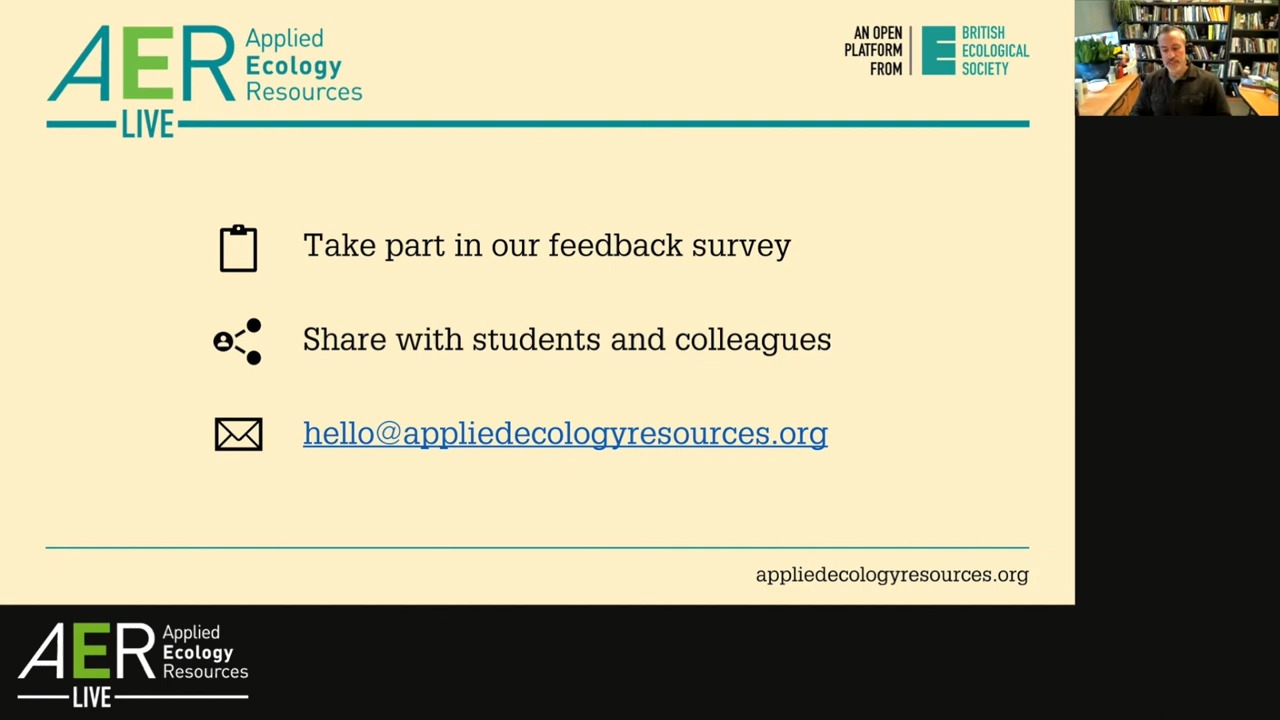 AER Applied
Ecology
Resources
LIVE
AN OPEN
PLATFORM
FROM
BRITISH
ECOLOGICAL
SOCIETY
Take part in our feedback survey
Share with students and colleagues
hello@appliedecologyresources.org
appliedecologyresources.org
AER Applied
Ecology
Resources
LIVE